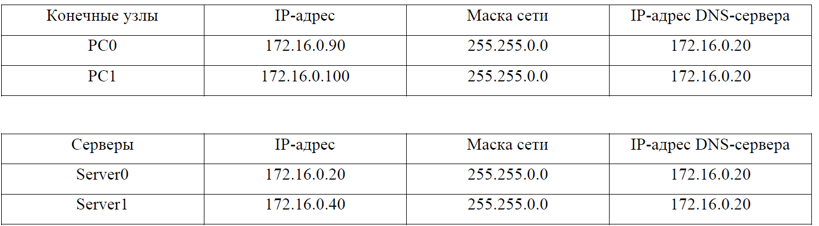 Конечные узлы IP-адрес Маска сети IP-адрес DNS-сервера
PC0 172.16.0.90 255.255.0.0 172.16.0.20
PC1 172.16.0.100 255.255.0.0 172.16.0.20
Серверы IP-адрес Маска сети IP-адрес DNS-сервера
Server0 172.16.0.20 255.255.0.0 172.16.0.20
Server1 172.16.0.40 255.255.0.0 172.16.0.20